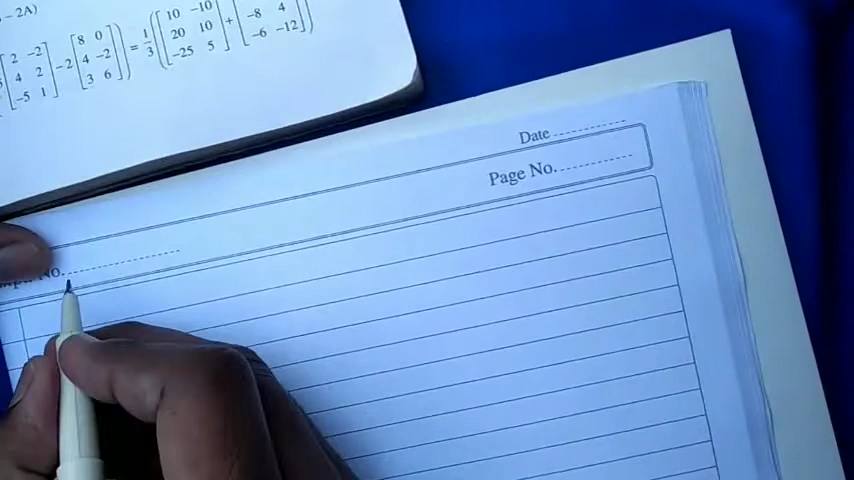 - 2A)
[2 -2 4 2 -5 1] -2 [8 0 4 -2 3 6]) = 1/3 ([10 -10 20 10 -25 5] + [-8 4 -6 -12])
Date
Page No.
No.